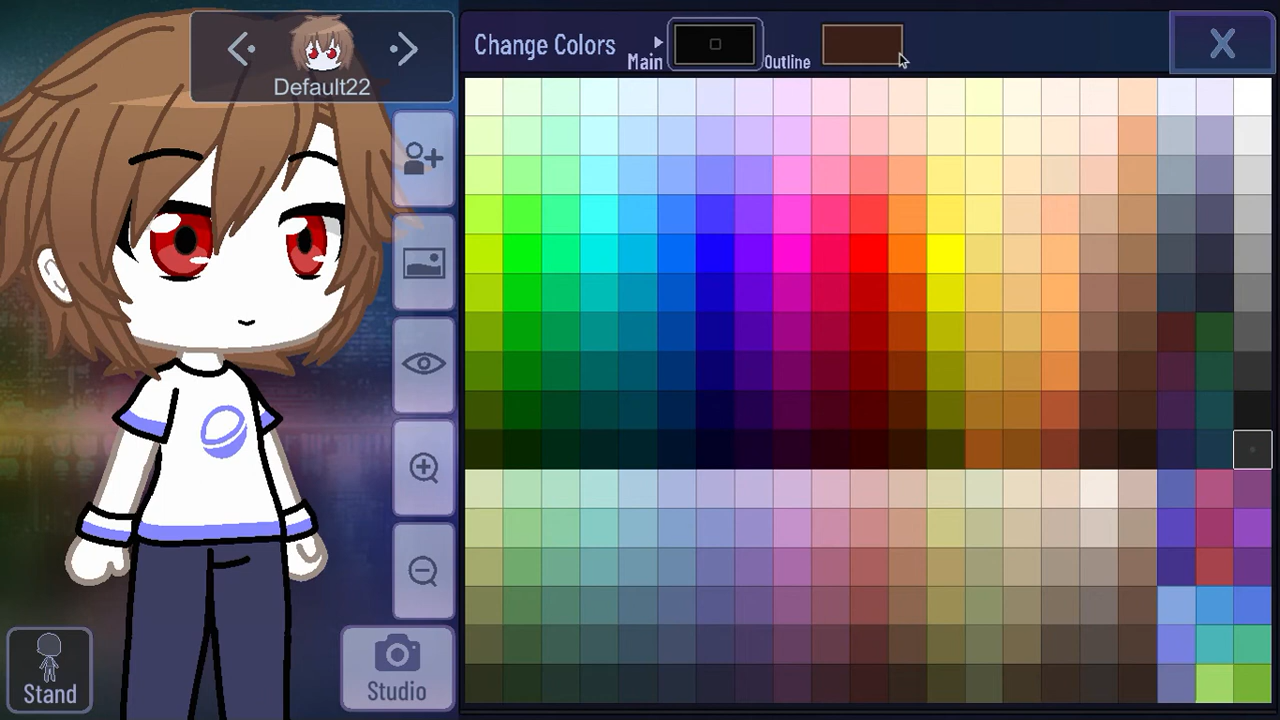 Default22
Change Colors
Main
Outline
X
Stand
Studio